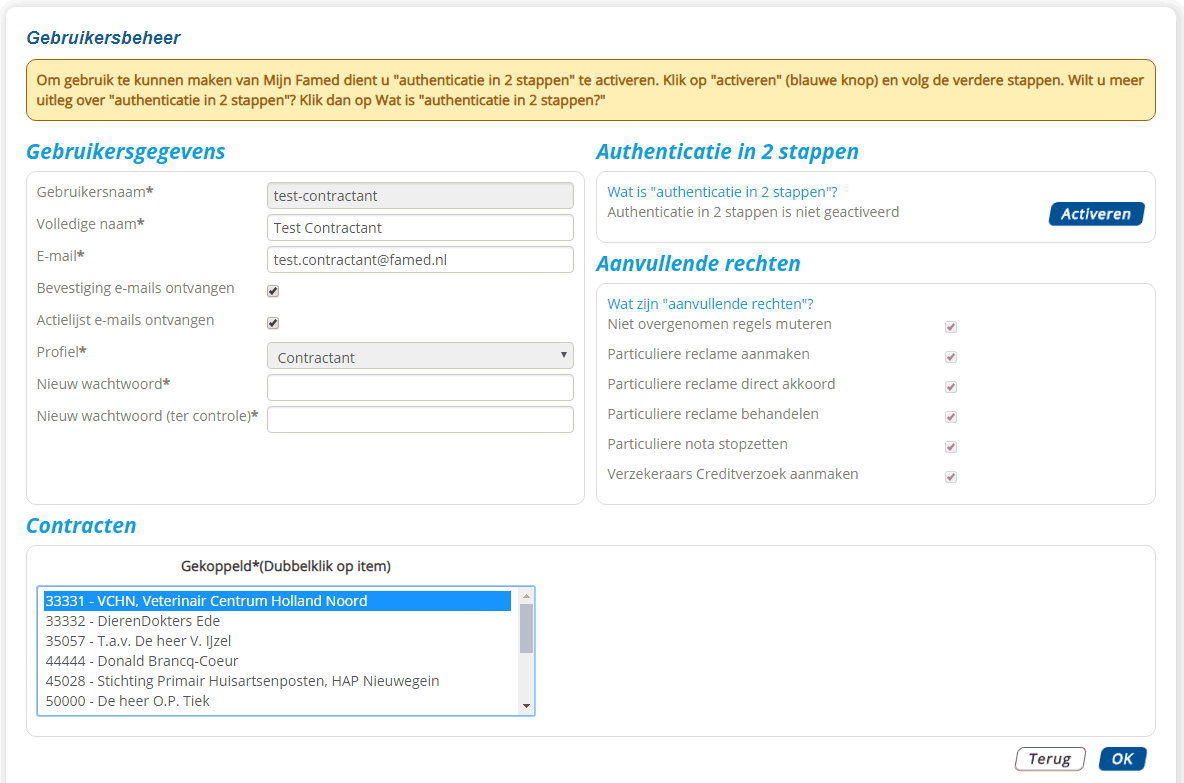 Gebruikersbeheer
Om gebruik te kunnen maken van Mijn Famed dient u "authenticatie in 2 stappen" te activeren. Klik op "activeren" (blauwe knop) en volg de verdere stappen. Wilt u meer
uitleg over "authenticatie in 2 stappen"? Klik dan op Wat is "authenticatie in 2 stappen?"
Gebruikersgegevens
Gebruikersnaam* test-contractant
Volledige naam* Test Contractant
E-mail* test.contractant@famed.nl
Bevestiging e-mails ontvangen
Actielijst e-mails ontvangen
Profiel* Contractant
Nieuw wachtwoord*
Nieuw wachtwoord (ter controle)*
Authenticatie in 2 stappen
Wat is "authenticatie in 2 stappen"?
Authenticatie in 2 stappen is niet geactiveerd
Activeren
Aanvullende rechten
Wat zijn "aanvullende rechten"?
Niet overgenomen regels muteren
Particuliere reclame aanmaken
Particuliere reclame direct akkoord
Particuliere reclame behandelen
Particuliere nota stopzetten
Verzekeraars Creditverzoek aanmaken
Contracten
Gekoppeld*(Dubbelklik op item)
33331 - VCHN, Veterinair Centrum Holland Noord
33332 - DierenDokters Ede
35057 - T.a.v. De heer V. IJzel
44444 - Donald Brancq-Coeur
45028 - Stichting Primair Huisartsenposten, HAP Nieuwegein
50000 - De heer O.P. Tiek
Terug OK